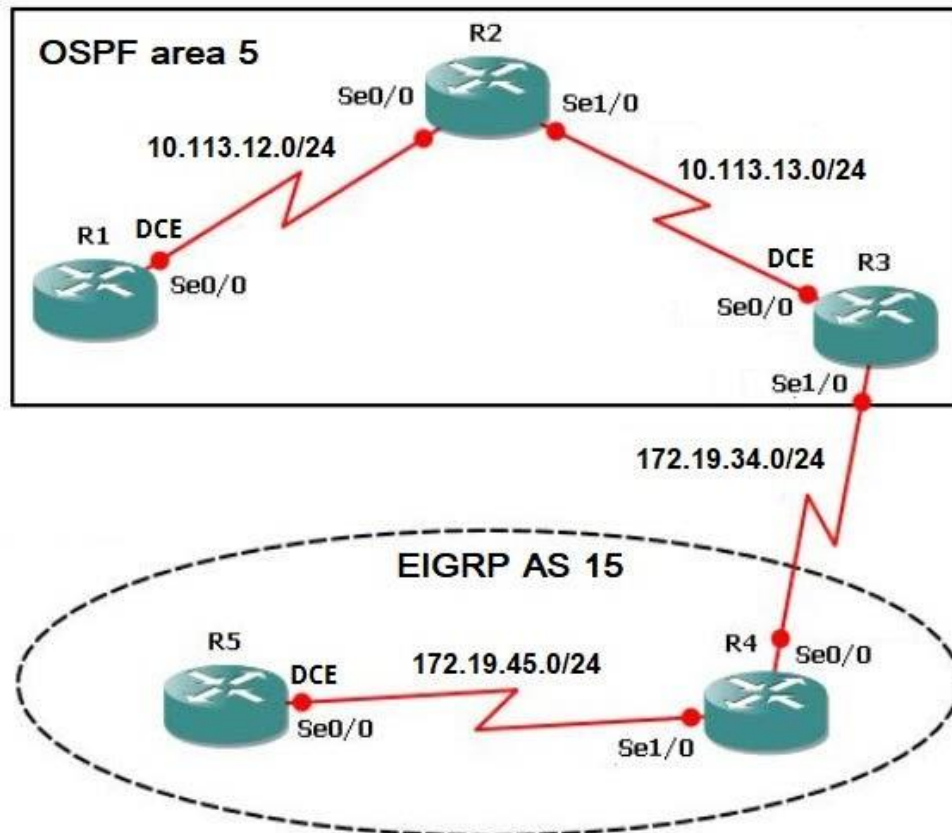 OSPF area 5
R2
Se0/0
Se1/0
10.113.12.0/24
10.113.13.0/24
R1
DCE
Se0/0
DCE
R3
Se0/0
Se1/0
172.19.34.0/24
EIGRP AS 15
R5
DCE
172.19.45.0/24
R4
Se0/0
Se0/0
Se1/0